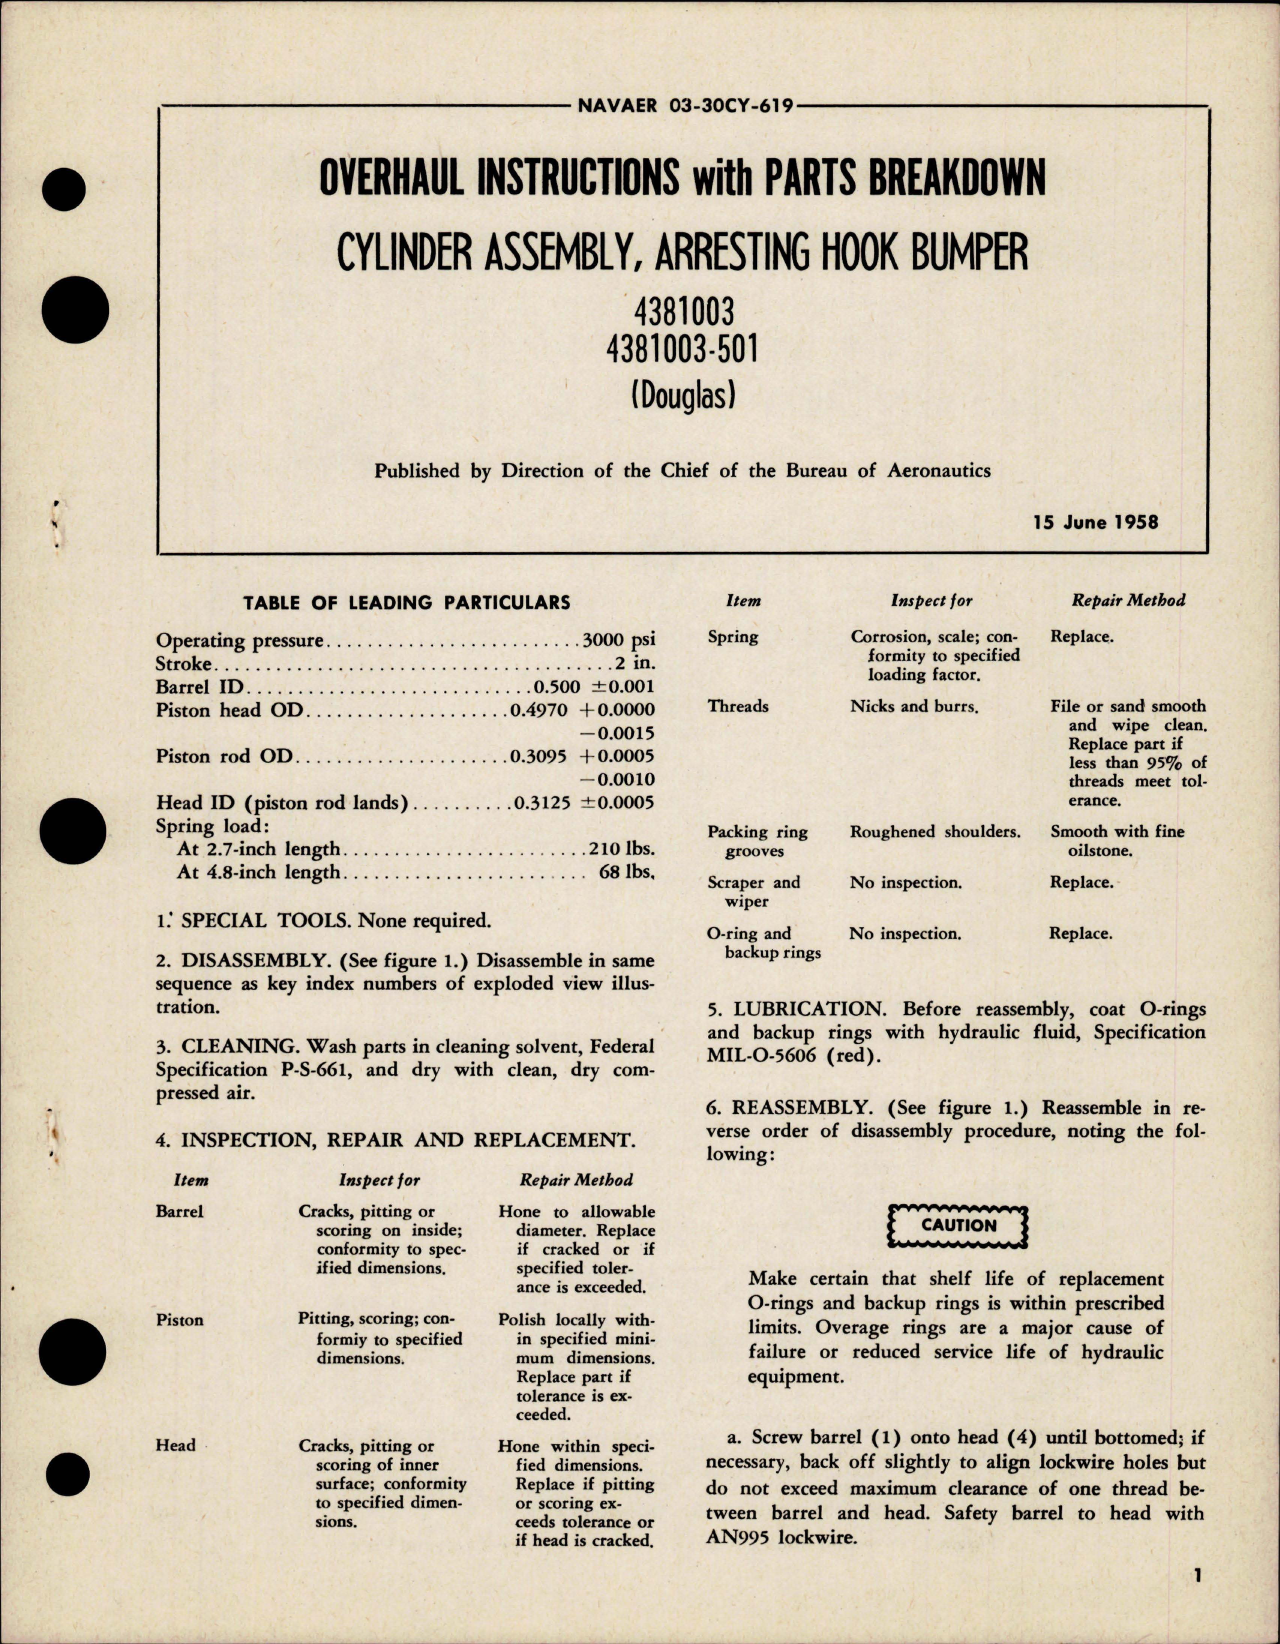 NAVAER 03-30CY-619
OVERHAUL INSTRUCTIONS with PARTS BREAKDOWN
CYLINDER ASSEMBLY, ARRESTING HOOK BUMPER
4381003
4381003-501
(Douglas)
Published by Direction of the Chief of the Bureau of Aeronautics
15 June 1958
TABLE OF LEADING PARTICULARS
Operating pressure.........................3000 psi
Stroke.....................................2 in.
Barrel ID............................0.500 ±0.001
Piston head OD....................0.4970 +0.0000
−0.0015
Piston rod OD.....................0.3095 +0.0005
−0.0010
Head ID (piston rod lands)..........0.3125 ±0.0005
Spring load:
At 2.7-inch length........................210 lbs.
At 4.8-inch length........................ 68 lbs.
1. SPECIAL TOOLS. None required.
2. DISASSEMBLY. (See figure 1.) Disassemble in same
sequence as key index numbers of exploded view illus-
tration.
3. CLEANING. Wash parts in cleaning solvent, Federal
Specification P-S-661, and dry with clean, dry com-
pressed air.
4. INSPECTION, REPAIR AND REPLACEMENT.
Item Inspect for Repair Method
Barrel Cracks, pitting or Hone to allowable
scoring on inside; diameter. Replace
conformity to spec- if cracked or if
ified dimensions. specified toler-
ance is exceeded.
Piston Pitting, scoring; con- Polish locally with-
formiy to specified in specified mini-
dimensions. mum dimensions.
Replace part if
tolerance is ex-
ceeded.
Head Cracks, pitting or Hone within speci-
scoring of inner fied dimensions.
surface; conformity Replace if pitting
to specified dimen- or scoring ex-
sions. ceeds tolerance or
if head is cracked.
Item Inspect for Repair Method
Spring Corrosion, scale; con- Replace.
formity to specified
loading factor.
Threads Nicks and burrs. File or sand smooth
and wipe clean.
Replace part if
less than 95% of
threads meet tol-
erance.
Packing ring Roughened shoulders. Smooth with fine
grooves oilstone.
Scraper and No inspection. Replace.
wiper
O-ring and No inspection. Replace.
backup rings
5. LUBRICATION. Before reassembly, coat O-rings
and backup rings with hydraulic fluid, Specification
MIL-O-5606 (red).
6. REASSEMBLY. (See figure 1.) Reassemble in re-
verse order of disassembly procedure, noting the fol-
lowing:
CAUTION
Make certain that shelf life of replacement
O-rings and backup rings is within prescribed
limits. Overage rings are a major cause of
failure or reduced service life of hydraulic
equipment.
a. Screw barrel (1) onto head (4) until bottomed; if
necessary, back off slightly to align lockwire holes but
do not exceed maximum clearance of one thread be-
tween barrel and head. Safety barrel to head with
AN995 lockwire.
1